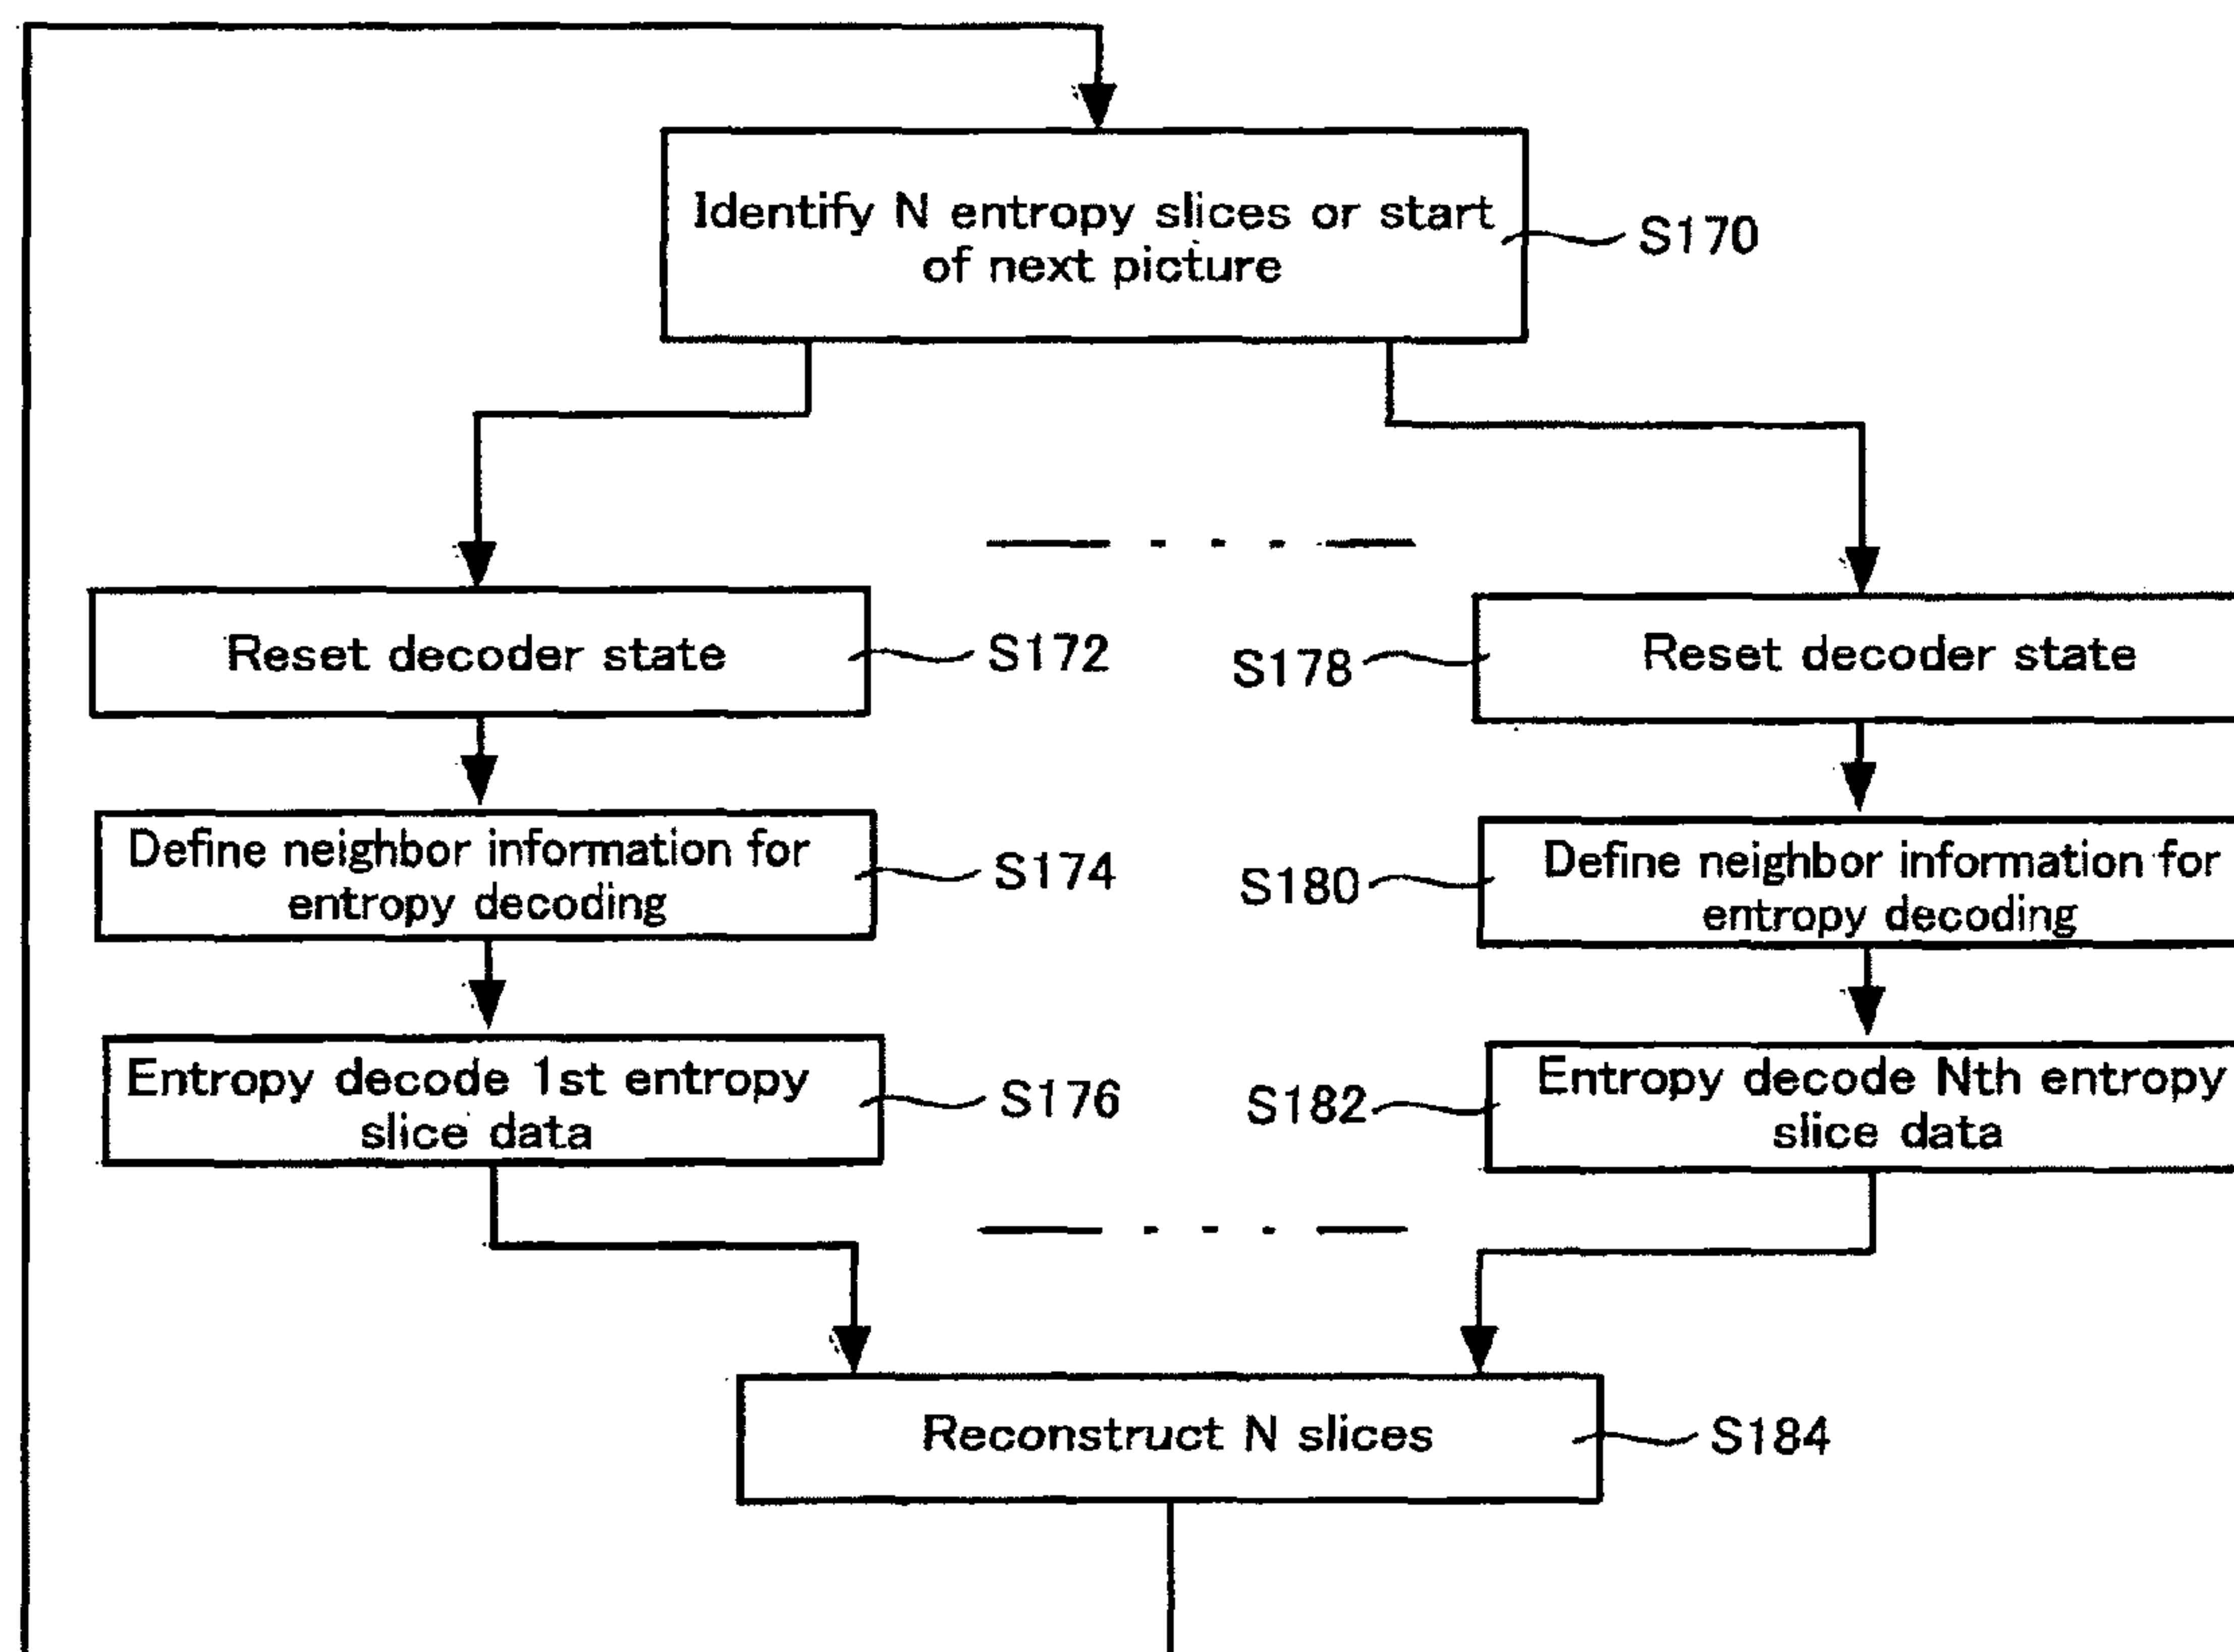 Identify N entropy slices or start
of next picture
S170
Reset decoder state
S172
S178
Reset decoder state
Define neighbor information for
entropy decoding
S174
S180
Define neighbor information for
entropy decoding
Entropy decode 1st entropy
slice data
S176
S182
Entropy decode Nth entropy
slice data
Reconstruct N slices
S184